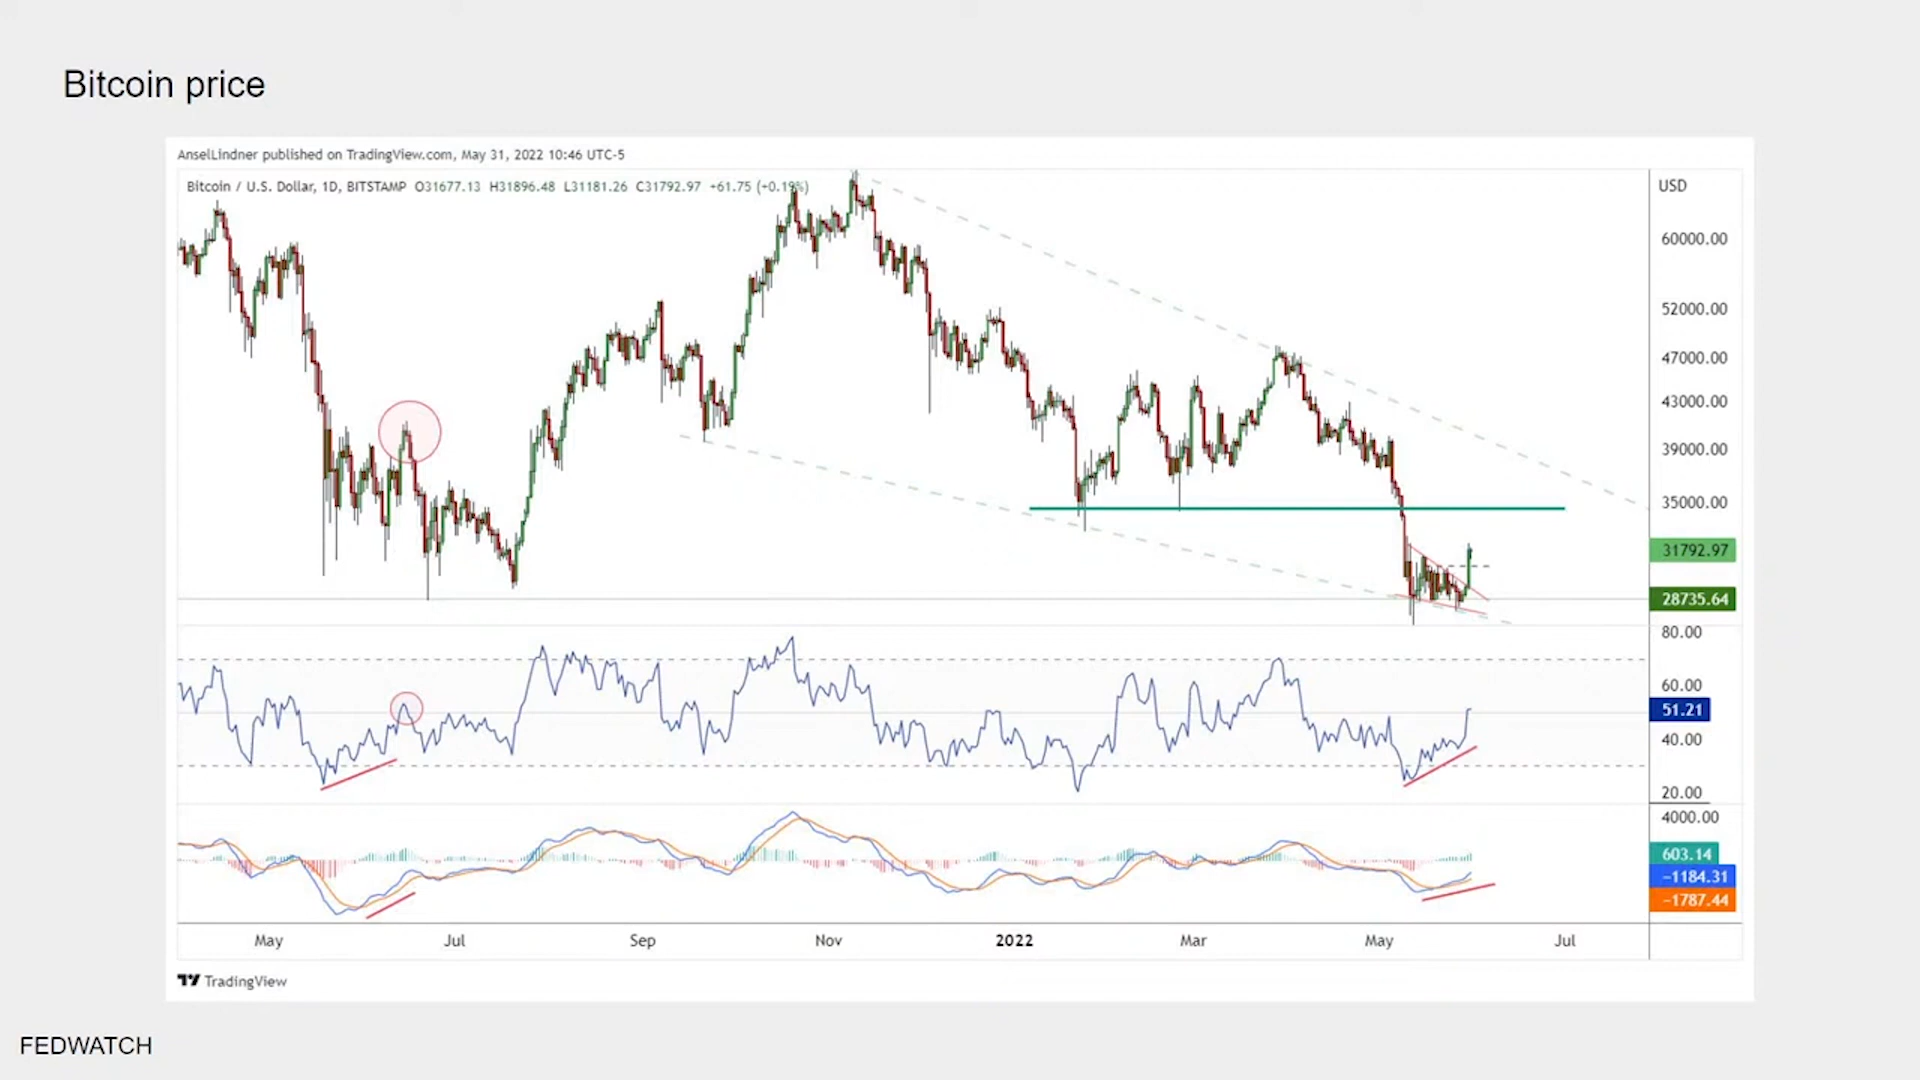 Bitcoin price
AnselLindner published on TradingView.com, May 31, 2022 10:46 UTC-5
Bitcoin / U.S. Dollar, 1D, BITSTAMP O31677.13 H31896.48 L31181.26 C31792.97 +61.75 (+0.19%)
USD
60000.00
52000.00
47000.00
43000.00
39000.00
35000.00
31792.97
28735.64
80.00
60.00
51.21
40.00
20.00
4000.00
603.14
−1184.31
−1787.44
May Jul Sep Nov 2022 Mar May Jul
TradingView
FEDWATCH